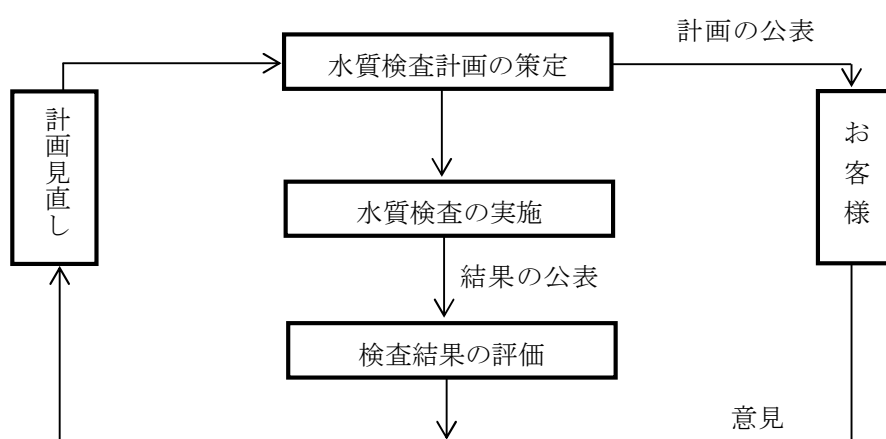 計画の公表
水質検査計画の策定
計画見直し
お客様
水質検査の実施
結果の公表
検査結果の評価
意見